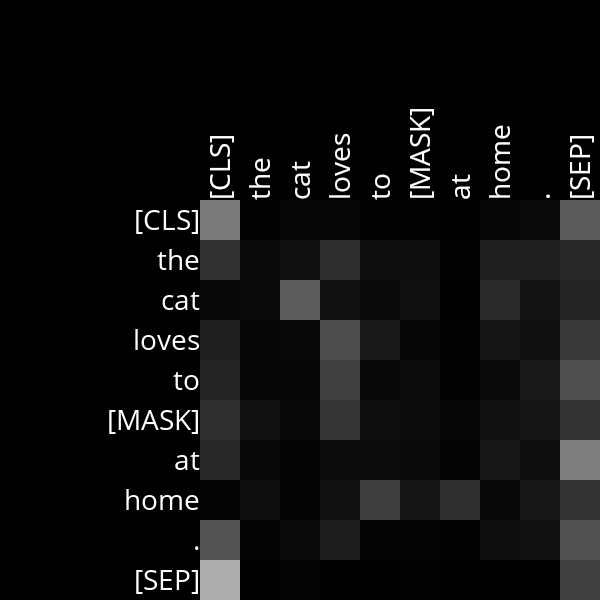 [CLS] the cat loves to [MASK] at home . [SEP]
[CLS]
the
cat
loves
to
[MASK]
at
home
.
[SEP]